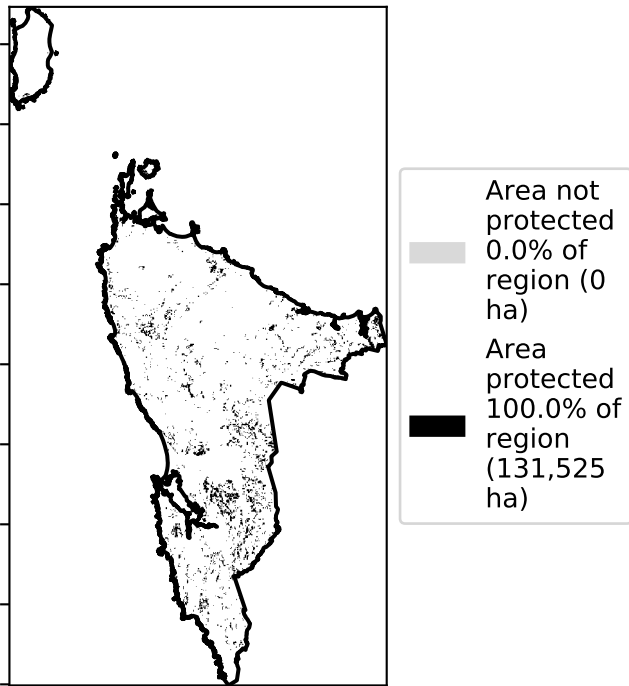 Area not
protected
0.0% of
region (0
ha)
Area
protected
100.0% of
region
(131,525
ha)